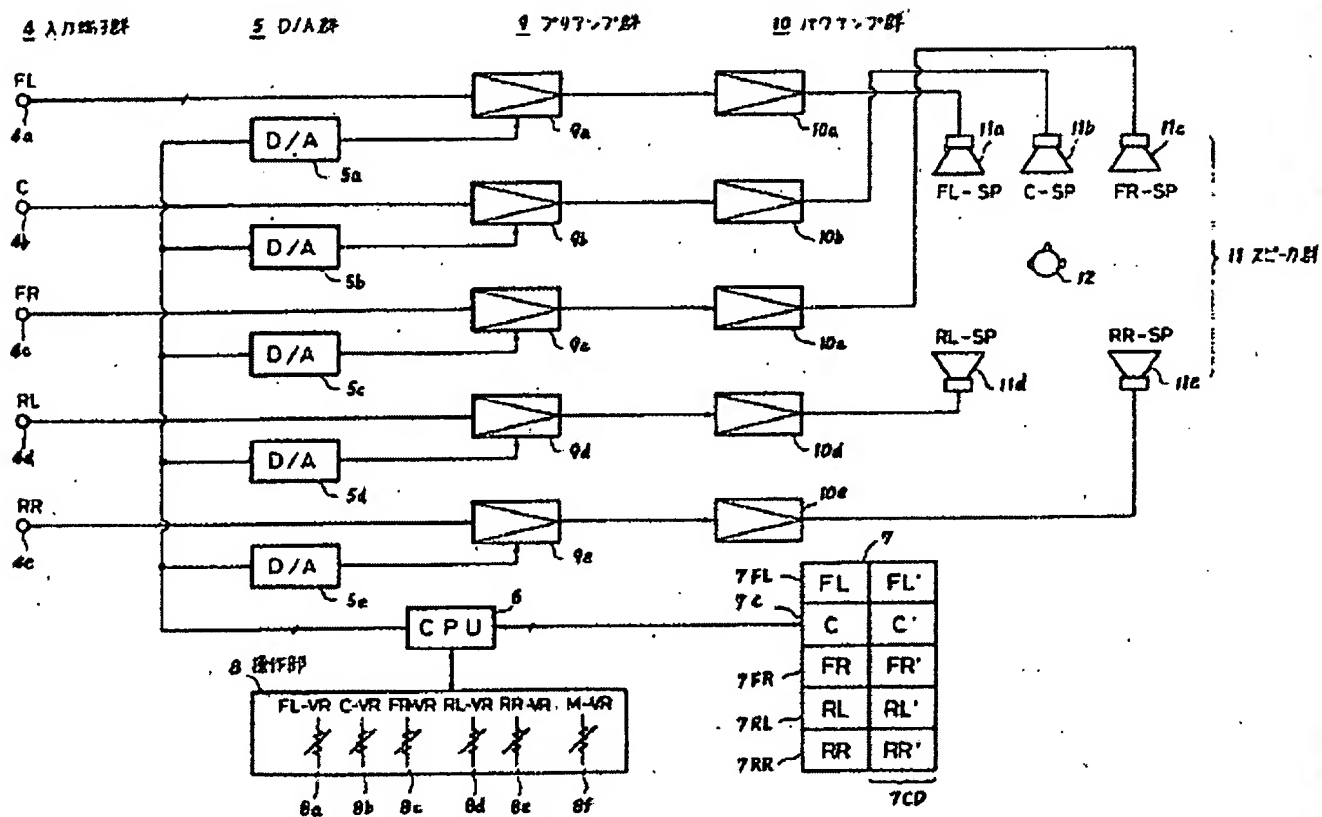 4 入力端子群 5 D/A群 9 プリアンプ群 10 パワアンプ群
FL
4a
D/A
5a
9a
10a
11a 11b 11c
FL-SP C-SP FR-SP
C
4b
D/A
5b
9b
10b
12
11 スピーカ群
FR
4c
D/A
5c
9c
10c
RL-SP RR-SP
11d 11e
RL
4d
D/A
5d
9d
10d
RR
4e
D/A
5e
9e
10e
6
CPU
8 操作部
FL-VR C-VR FR-VR RL-VR RR-VR M-VR
8a 8b 8c 8d 8e 8f
7
7FL FL FL'
7C C C'
7FR FR FR'
7RL RL RL'
7RR RR RR'
7CD